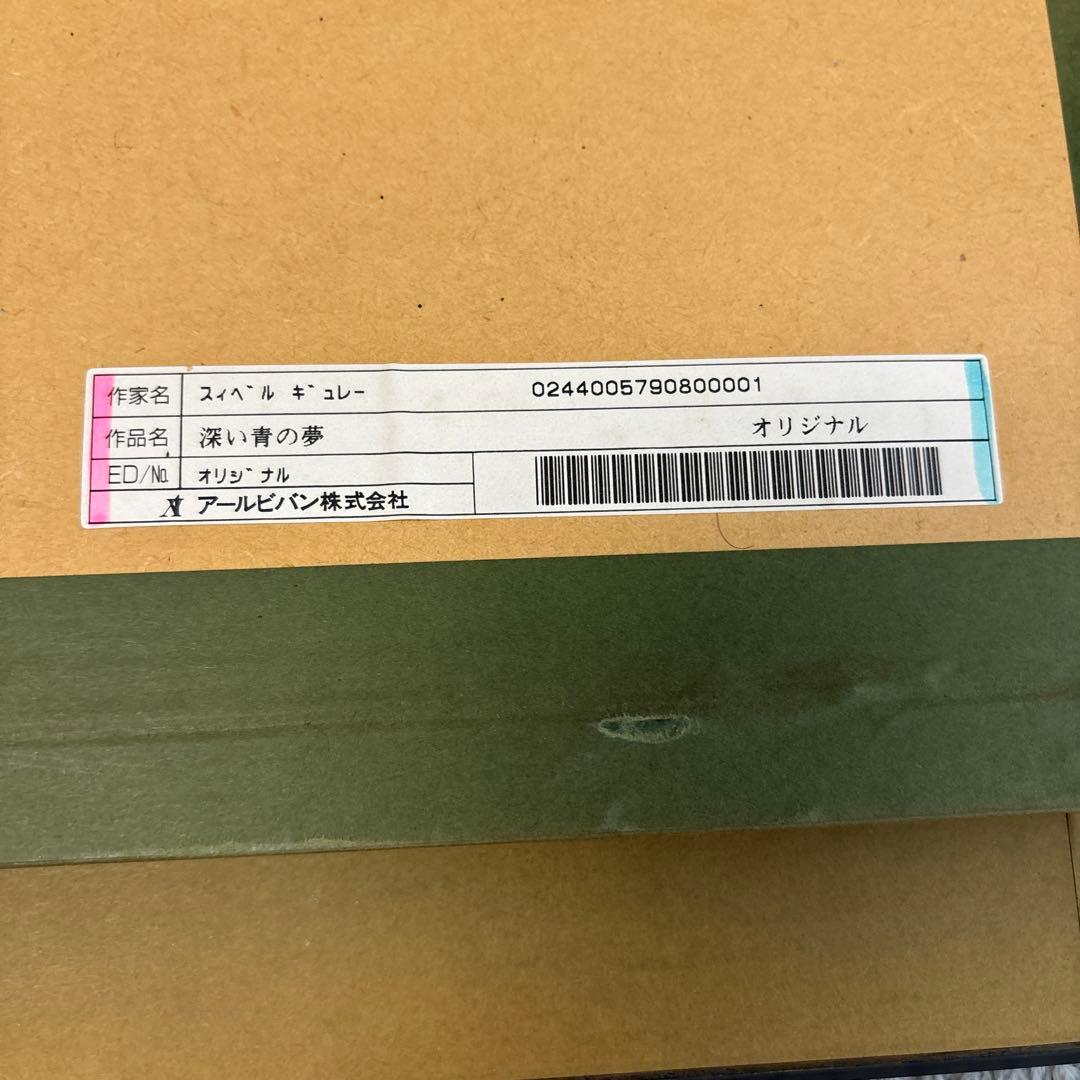 作家名 スィベル ギュレー 0244005790800001
作品名 深い青の夢 オリジナル
ED/No. オリジナル
アールビバン株式会社